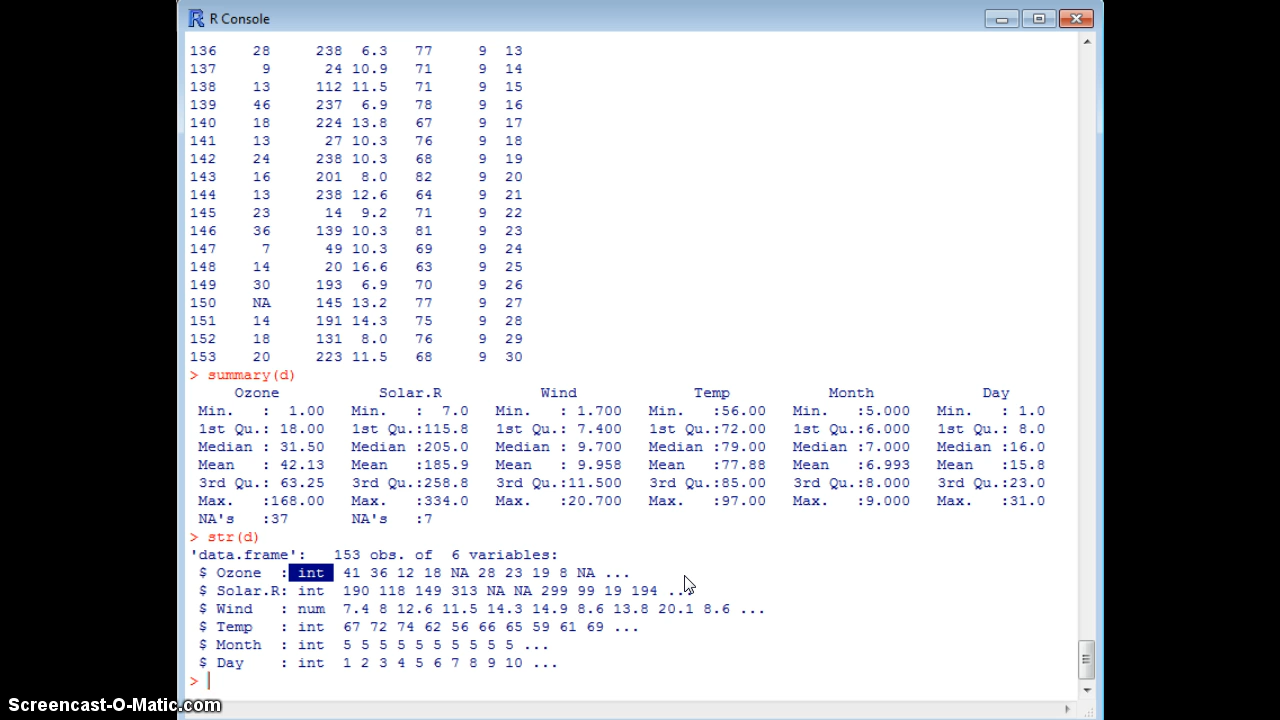 R Console
136 28 238 6.3 77 9 13
137 9 24 10.9 71 9 14
138 13 112 11.5 71 9 15
139 46 237 6.9 78 9 16
140 18 224 13.8 67 9 17
141 13 27 10.3 76 9 18
142 24 238 10.3 68 9 19
143 16 201 8.0 82 9 20
144 13 238 12.6 64 9 21
145 23 14 9.2 71 9 22
146 36 139 10.3 81 9 23
147 7 49 10.3 69 9 24
148 14 20 16.6 63 9 25
149 30 193 6.9 70 9 26
150 NA 145 13.2 77 9 27
151 14 191 14.3 75 9 28
152 18 131 8.0 76 9 29
153 20 223 11.5 68 9 30
> summary(d)
Ozone Solar.R Wind Temp Month Day
Min. : 1.00 Min. : 7.0 Min. : 1.700 Min. :56.00 Min. :5.000 Min. : 1.0
1st Qu.: 18.00 1st Qu.:115.8 1st Qu.: 7.400 1st Qu.:72.00 1st Qu.:6.000 1st Qu.: 8.0
Median : 31.50 Median :205.0 Median : 9.700 Median :79.00 Median :7.000 Median :16.0
Mean : 42.13 Mean :185.9 Mean : 9.958 Mean :77.88 Mean :6.993 Mean :15.8
3rd Qu.: 63.25 3rd Qu.:258.8 3rd Qu.:11.500 3rd Qu.:85.00 3rd Qu.:8.000 3rd Qu.:23.0
Max. :168.00 Max. :334.0 Max. :20.700 Max. :97.00 Max. :9.000 Max. :31.0
NA's :37 NA's :7
> str(d)
'data.frame': 153 obs. of 6 variables:
$ Ozone : int 41 36 12 18 NA 28 23 19 8 NA ...
$ Solar.R: int 190 118 149 313 NA NA 299 99 19 194 ...
$ Wind : num 7.4 8 12.6 11.5 14.3 14.9 8.6 13.8 20.1 8.6 ...
$ Temp : int 67 72 74 62 56 66 65 59 61 69 ...
$ Month : int 5 5 5 5 5 5 5 5 5 5 ...
$ Day : int 1 2 3 4 5 6 7 8 9 10 ...
>
Screencast-O-Matic.com